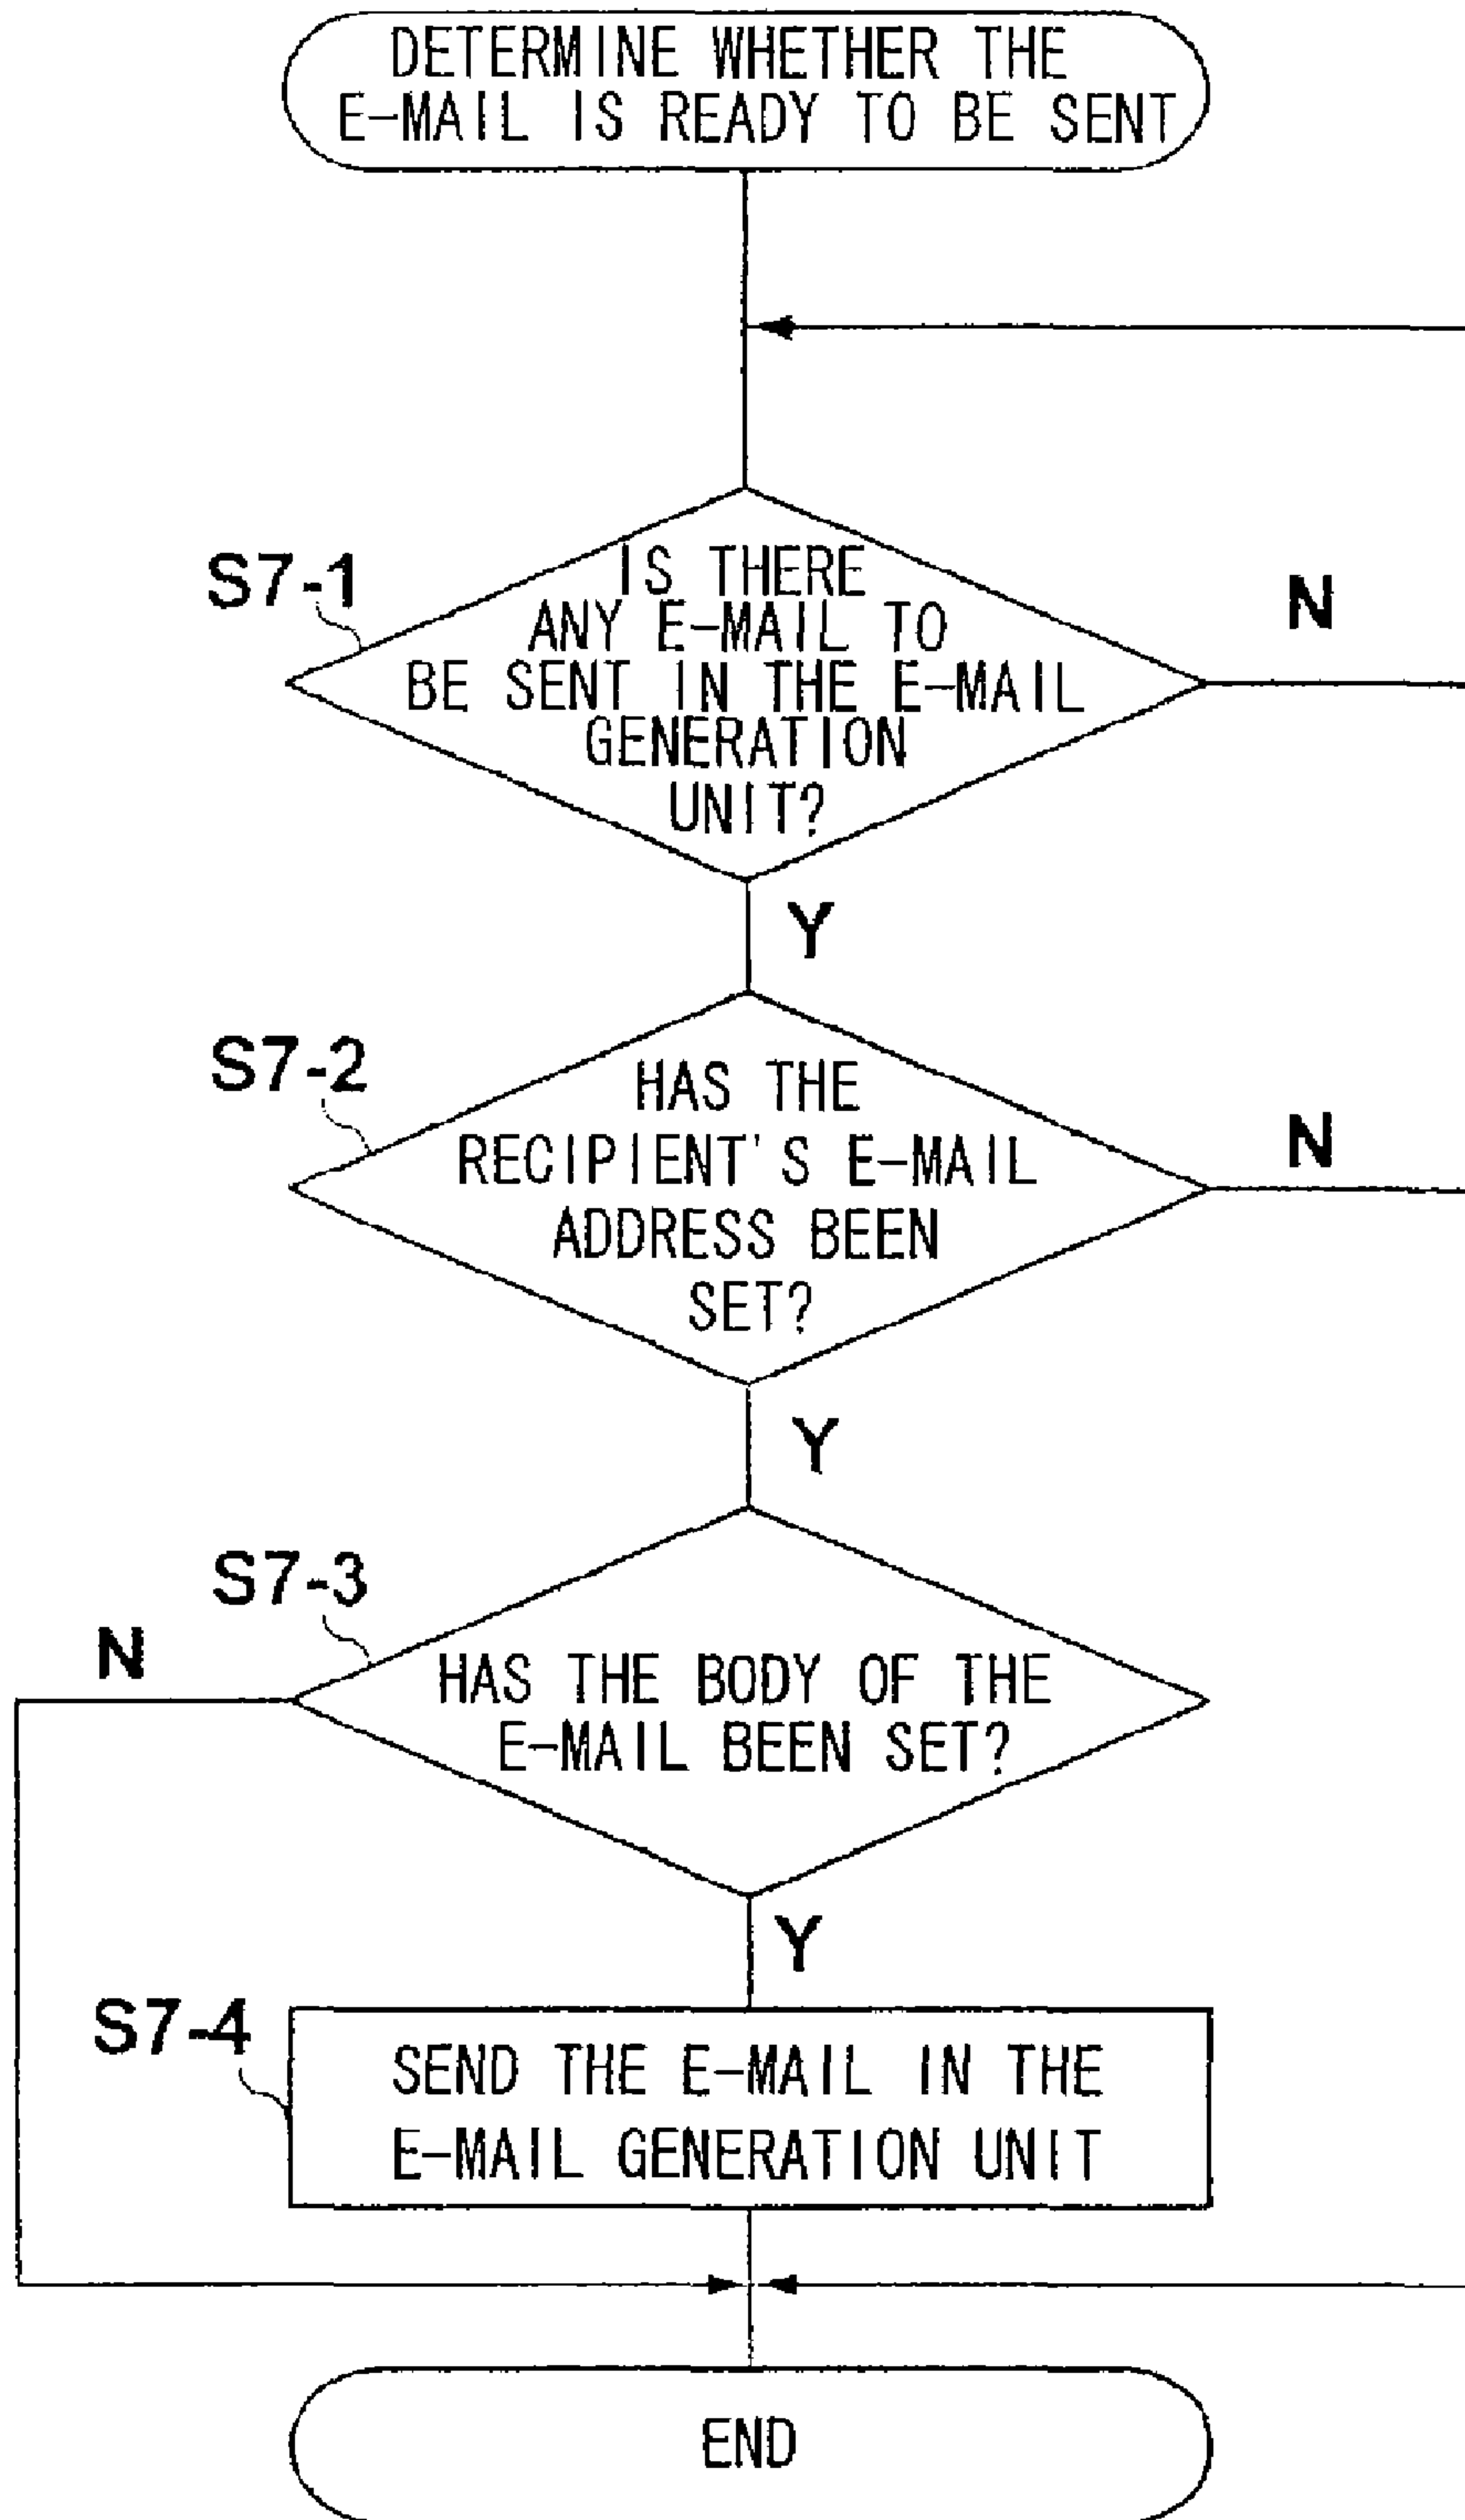 DETERMINE WHETHER THE
E-MAIL IS READY TO BE SENT
S7-1
IS THERE
ANY E-MAIL TO
BE SENT IN THE E-MAIL
GENERATION
UNIT?
N
Y
S7-2
HAS THE
RECIPIENT'S E-MAIL
ADDRESS BEEN
SET?
N
Y
S7-3
N
HAS THE BODY OF THE
E-MAIL BEEN SET?
Y
S7-4
SEND THE E-MAIL IN THE
E-MAIL GENERATION UNIT
END